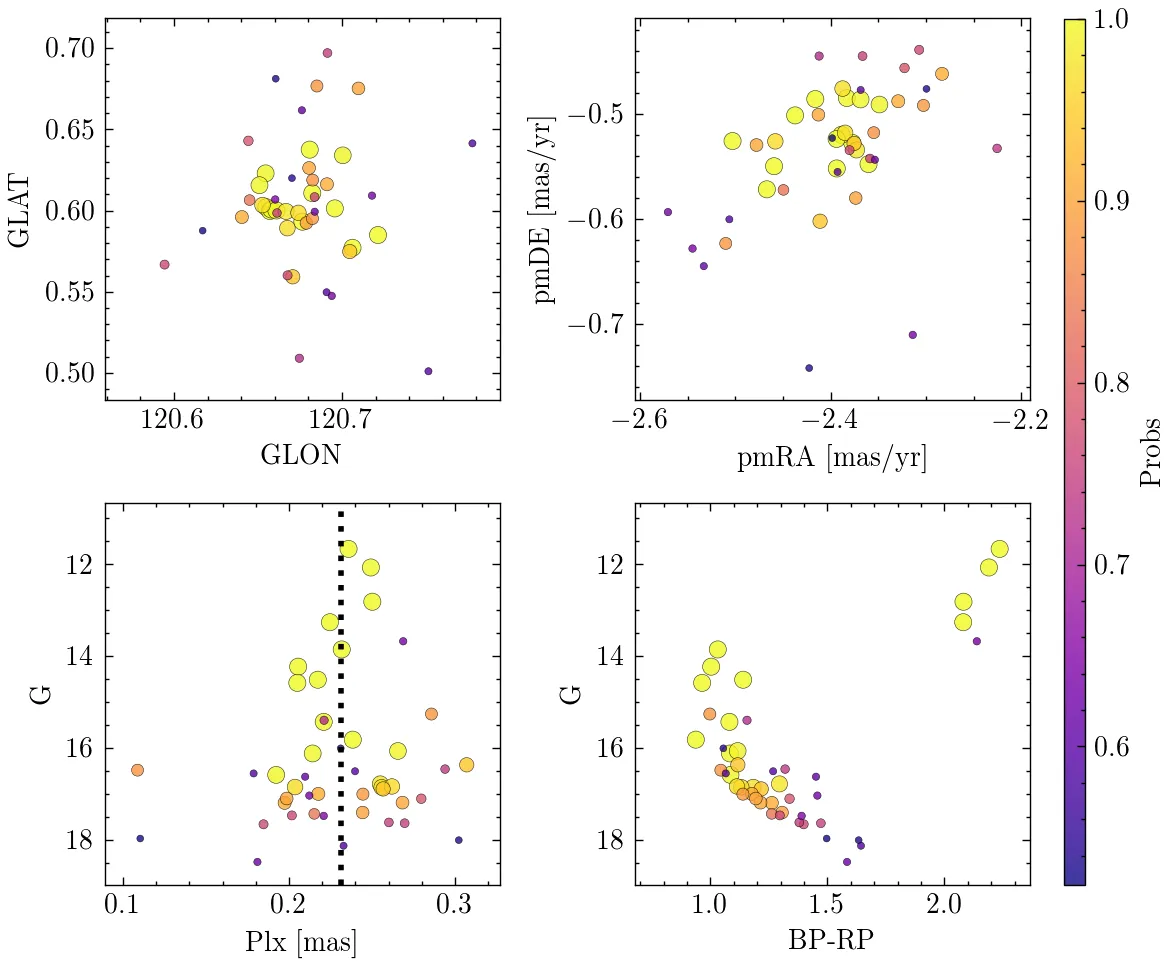 0.70
0.65
0.60
0.55
0.50
GLAT
120.6 120.7
GLON
−0.5
−0.6
−0.7
pmDE [mas/yr]
−2.6 −2.4 −2.2
pmRA [mas/yr]
12
14
16
18
G
0.1 0.2 0.3
Plx [mas]
12
14
16
18
G
1.0 1.5 2.0
BP-RP
1.0
0.9
0.8
0.7
0.6
Probs